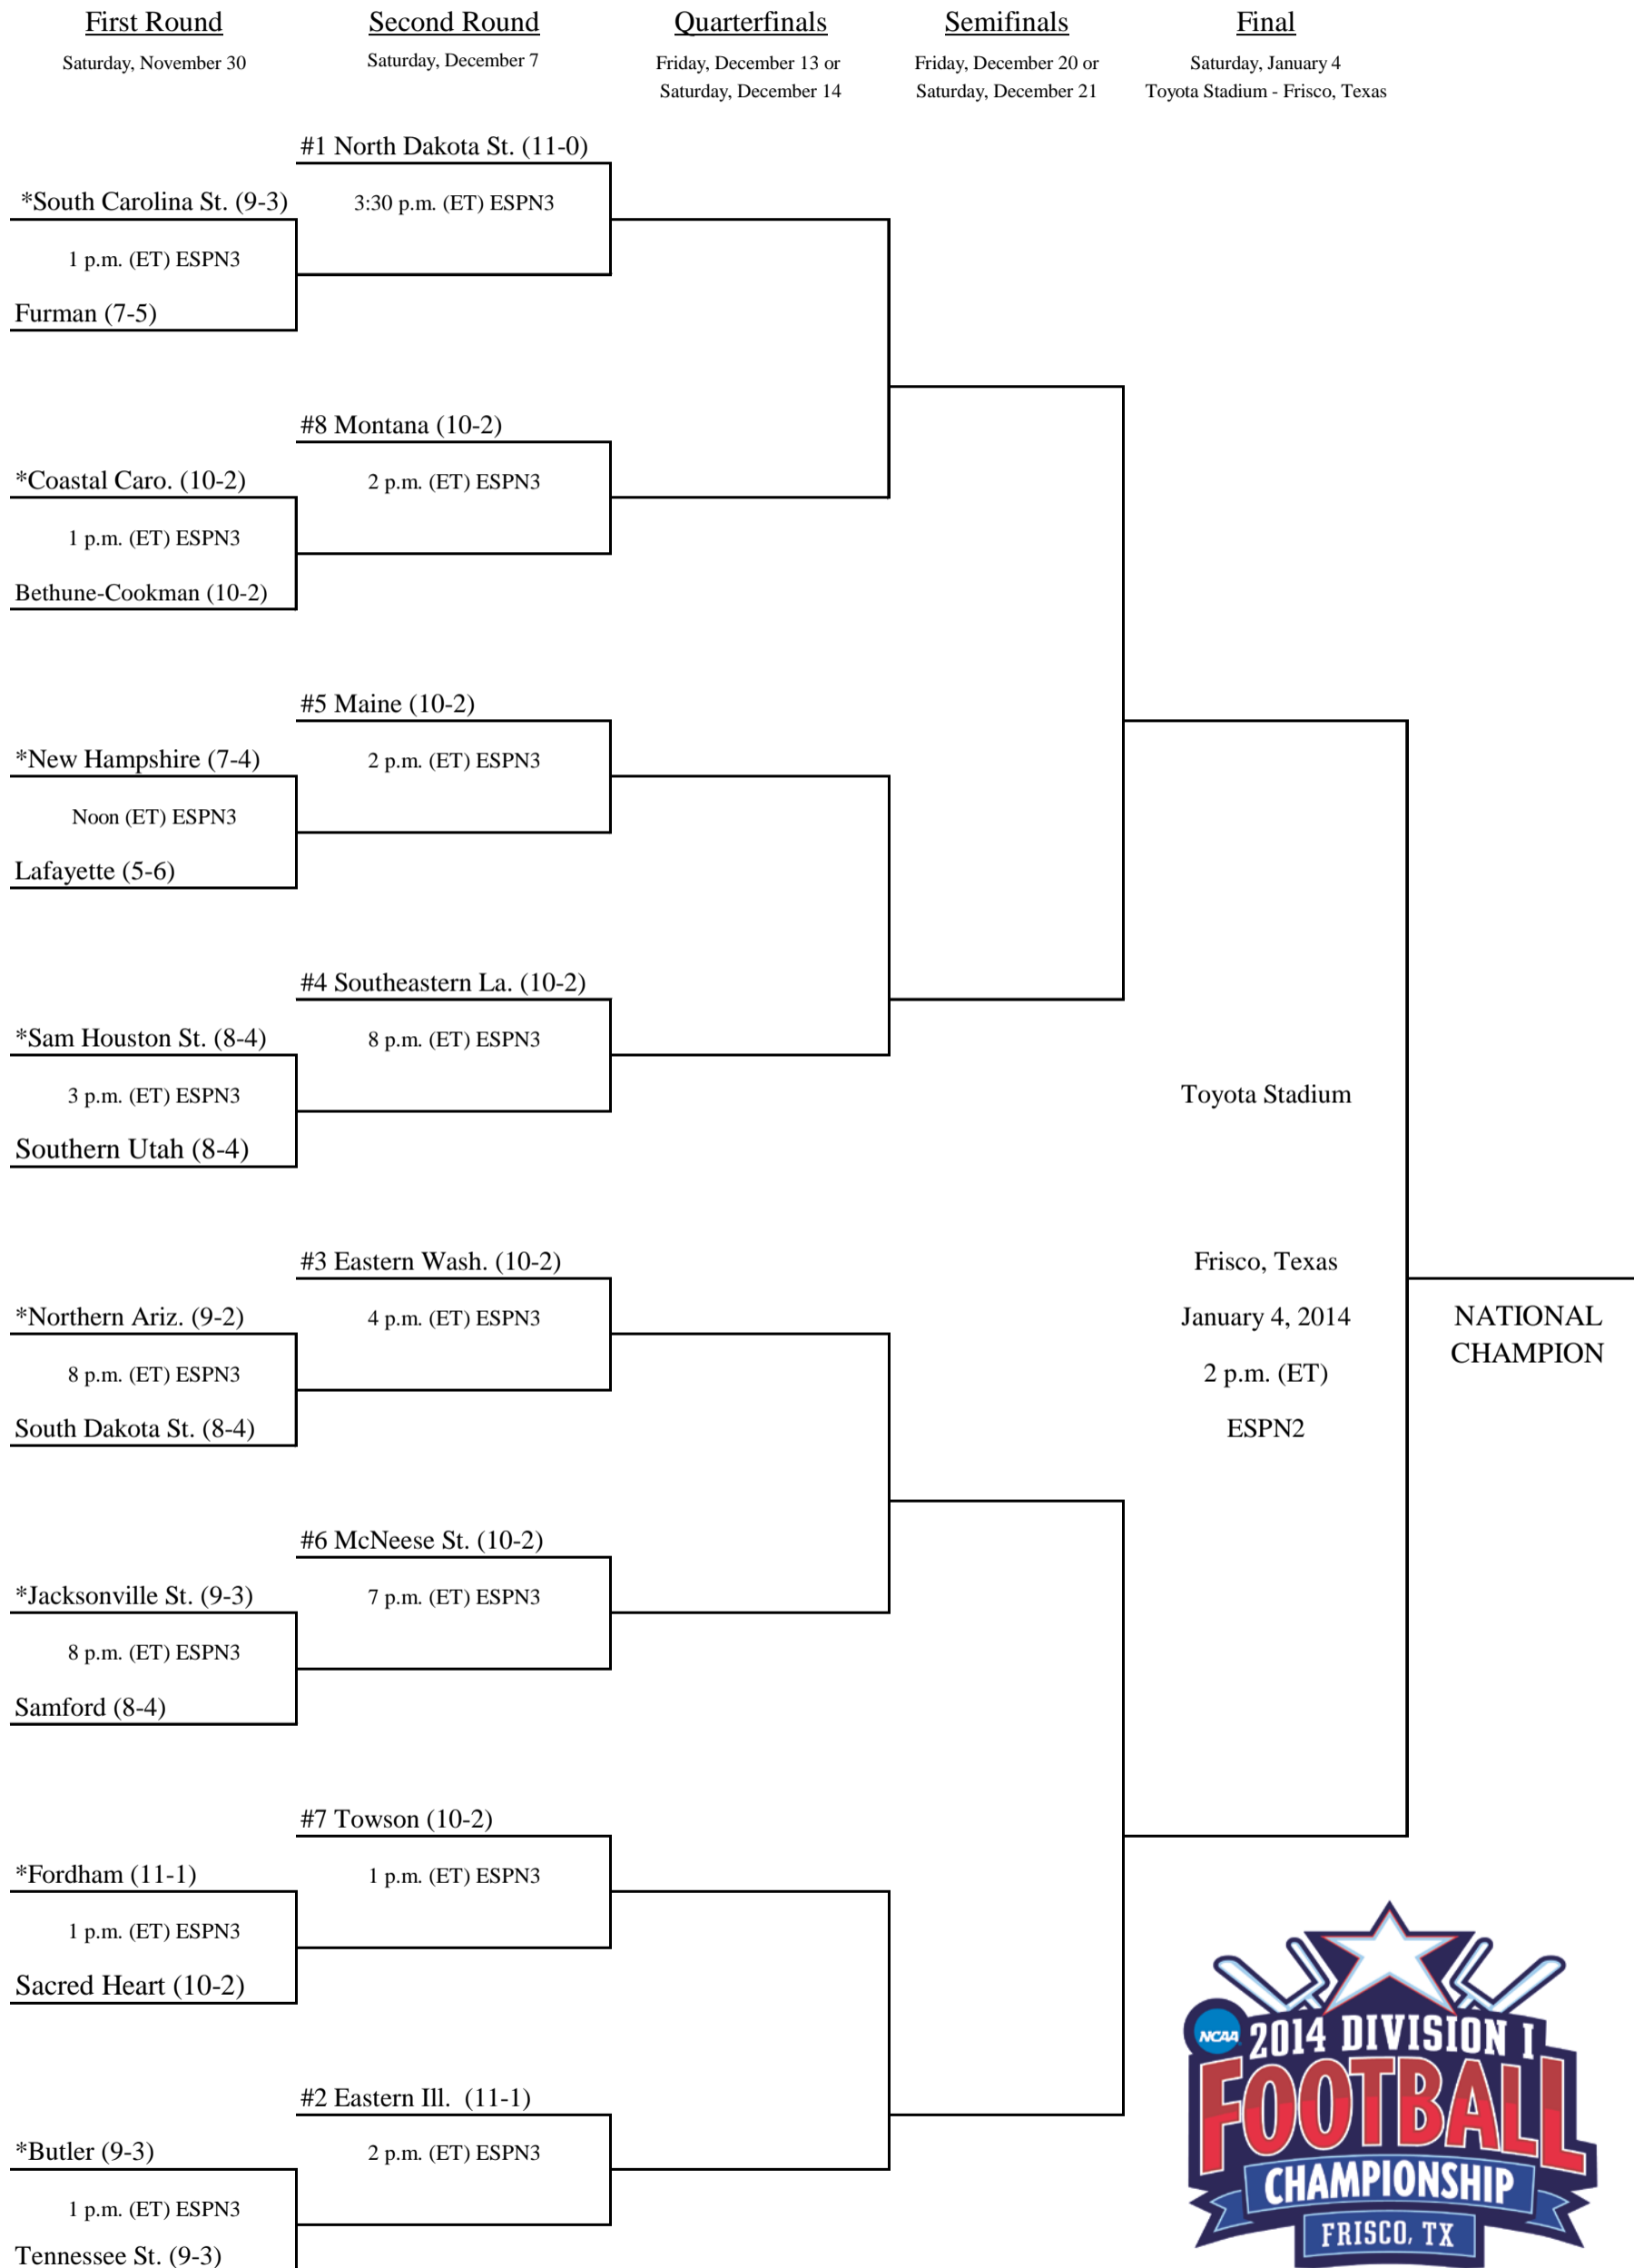 First Round
Saturday, November 30
Second Round
Saturday, December 7
Quarterfinals
Friday, December 13 or
Saturday, December 14
Semifinals
Friday, December 20 or
Saturday, December 21
Final
Saturday, January 4
Toyota Stadium - Frisco, Texas
#1 North Dakota St. (11-0)
*South Carolina St. (9-3)
3:30 p.m. (ET) ESPN3
1 p.m. (ET) ESPN3
Furman (7-5)
#8 Montana (10-2)
*Coastal Caro. (10-2)
2 p.m. (ET) ESPN3
1 p.m. (ET) ESPN3
Bethune-Cookman (10-2)
#5 Maine (10-2)
*New Hampshire (7-4)
2 p.m. (ET) ESPN3
Noon (ET) ESPN3
Lafayette (5-6)
#4 Southeastern La. (10-2)
*Sam Houston St. (8-4)
8 p.m. (ET) ESPN3
3 p.m. (ET) ESPN3
Southern Utah (8-4)
Toyota Stadium
#3 Eastern Wash. (10-2)
*Northern Ariz. (9-2)
4 p.m. (ET) ESPN3
8 p.m. (ET) ESPN3
South Dakota St. (8-4)
Frisco, Texas
January 4, 2014
2 p.m. (ET)
ESPN2
NATIONAL
CHAMPION
#6 McNeese St. (10-2)
*Jacksonville St. (9-3)
7 p.m. (ET) ESPN3
8 p.m. (ET) ESPN3
Samford (8-4)
#7 Towson (10-2)
*Fordham (11-1)
1 p.m. (ET) ESPN3
1 p.m. (ET) ESPN3
Sacred Heart (10-2)
#2 Eastern Ill.  (11-1)
*Butler (9-3)
2 p.m. (ET) ESPN3
1 p.m. (ET) ESPN3
Tennessee St. (9-3)
NCAA
2014 DIVISION I
FOOTBALL
CHAMPIONSHIP
FRISCO, TX